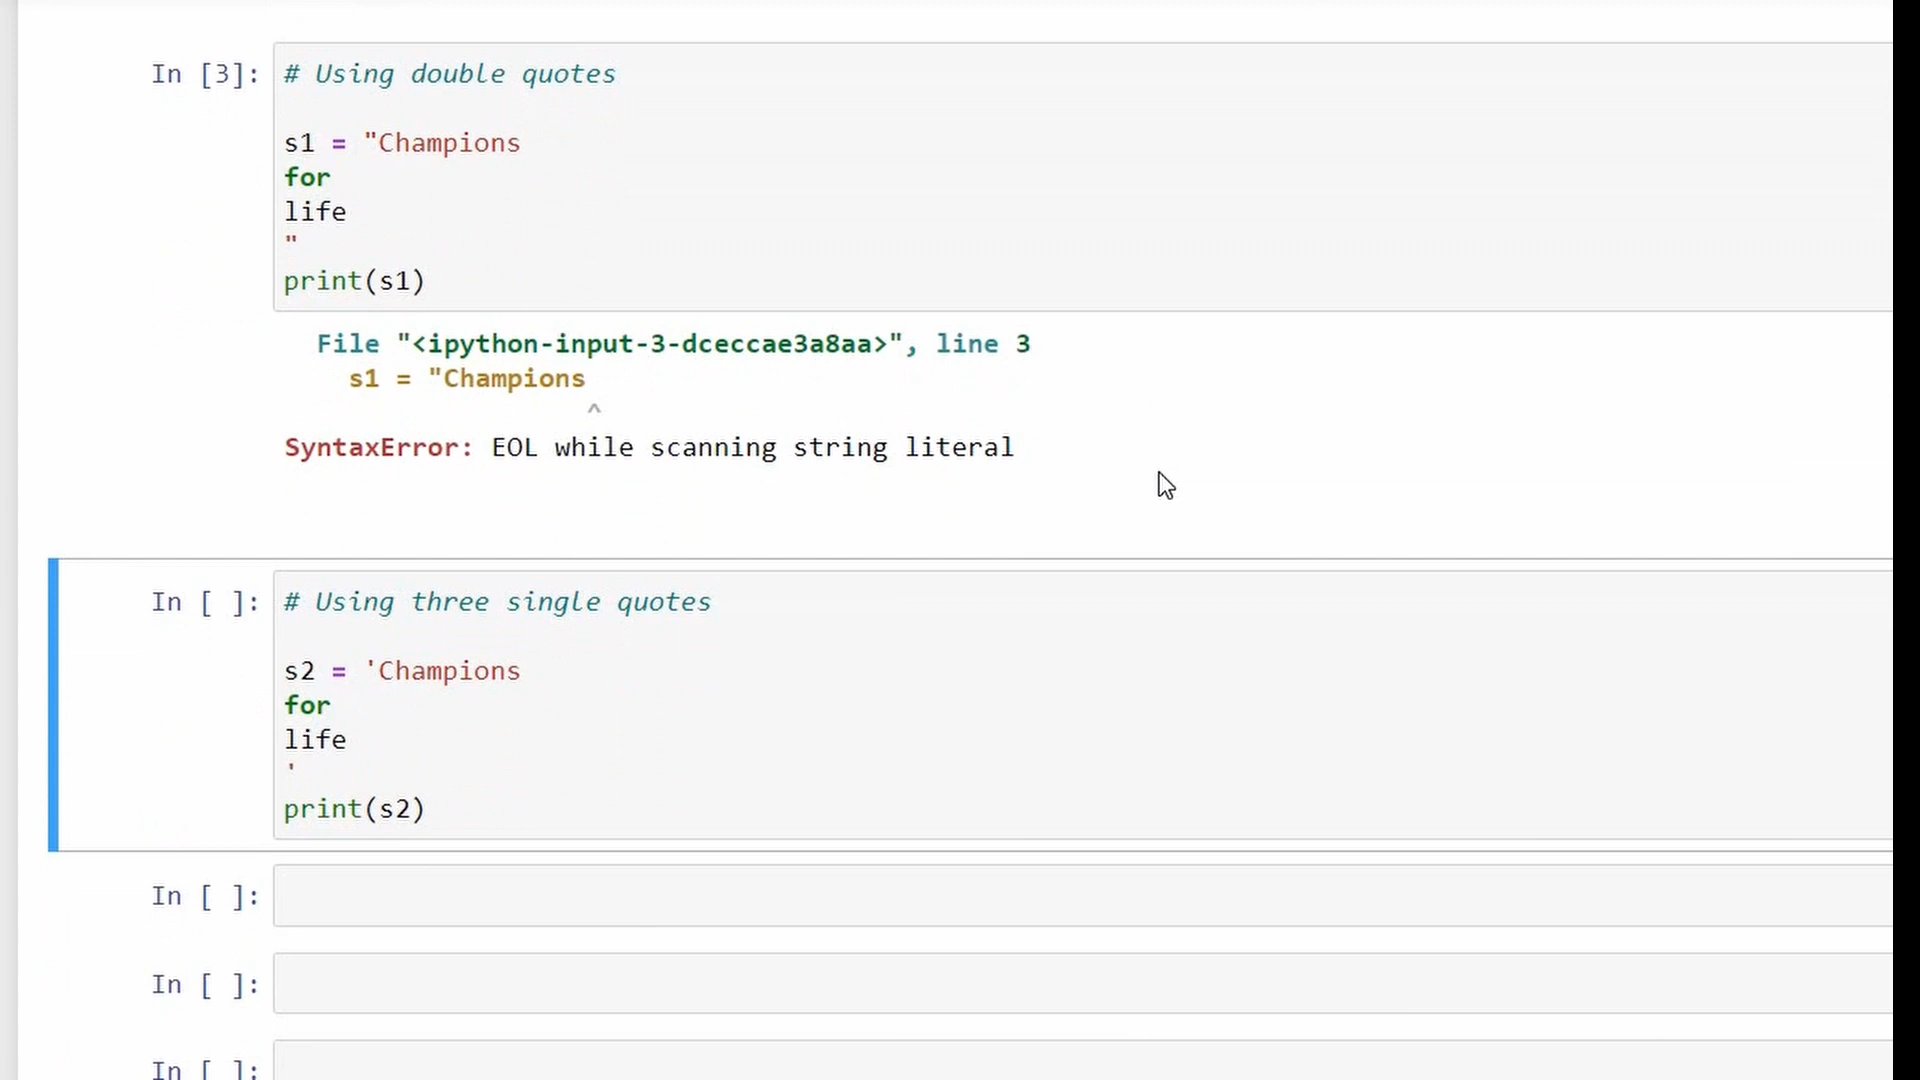 In [3]: # Using double quotes
s1 = "Champions
for
life
"
print(s1)
File "<ipython-input-3-dceccae3a8aa>", line 3
s1 = "Champions
^
SyntaxError: EOL while scanning string literal
In [ ]: # Using three single quotes
s2 = 'Champions
for
life
'
print(s2)
In [ ]:
In [ ]:
In [ ]: